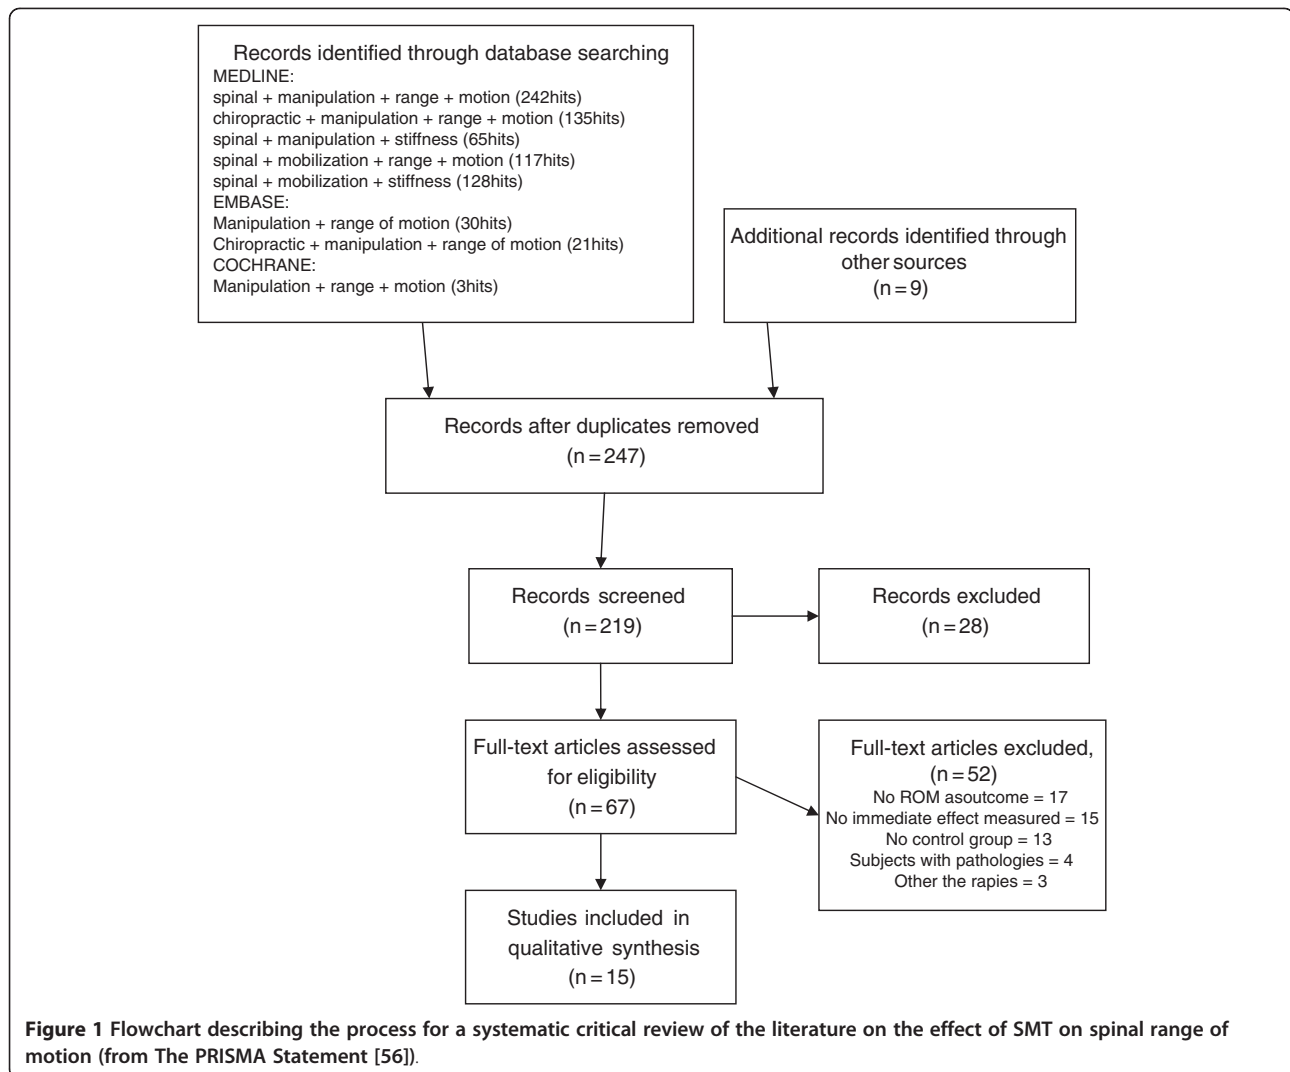 Records identified through database searching
MEDLINE:
spinal + manipulation + range + motion (242hits)
chiropractic + manipulation + range + motion (135hits)
spinal + manipulation + stiffness (65hits)
spinal + mobilization + range + motion (117hits)
spinal + mobilization + stiffness (128hits)
EMBASE:
Manipulation + range of motion (30hits)
Chiropractic + manipulation + range of motion (21hits)
COCHRANE:
Manipulation + range + motion (3hits)
Additional records identified through
other sources
(n = 9)
Records after duplicates removed
(n = 247)
Records screened
(n = 219)
Records excluded
(n = 28)
Full-text articles assessed
for eligibility
(n = 67)
Full-text articles excluded,
(n = 52)
No ROM asoutcome = 17
No immediate effect measured = 15
No control group = 13
Subjects with pathologies = 4
Other the rapies = 3
Studies included in
qualitative synthesis
(n = 15)
Figure 1 Flowchart describing the process for a systematic critical review of the literature on the effect of SMT on spinal range of
motion (from The PRISMA Statement [56]).